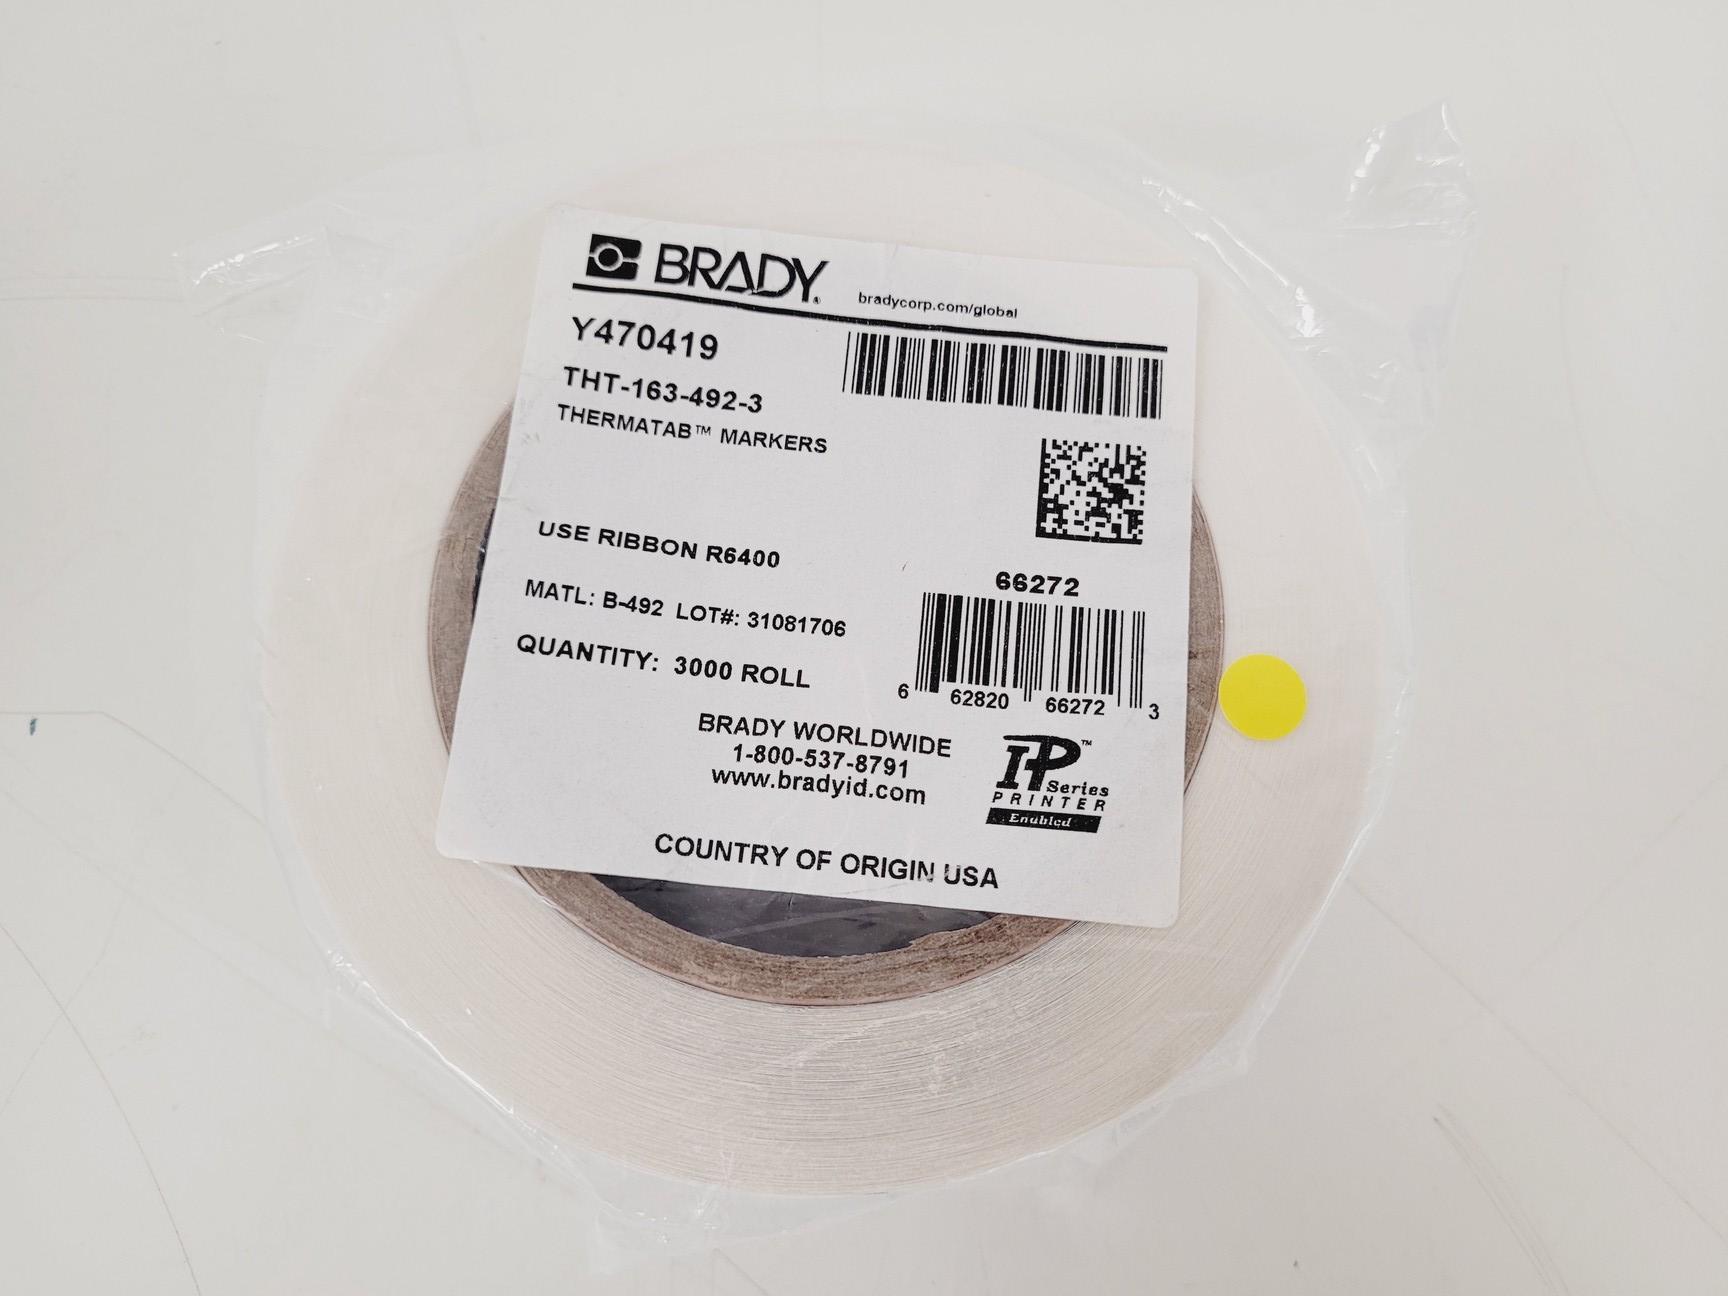 BRADY®
bradycorp.com/global
Y470419
THT-163-492-3
THERMATAB™ MARKERS
USE RIBBON R6400
MATL: B-492 LOT#: 31081706
QUANTITY: 3000 ROLL
66272
6 62820 66272 3
BRADY WORLDWIDE
1-800-537-8791
www.bradyid.com
IP™
Series
PRINTER
Enabled
COUNTRY OF ORIGIN USA